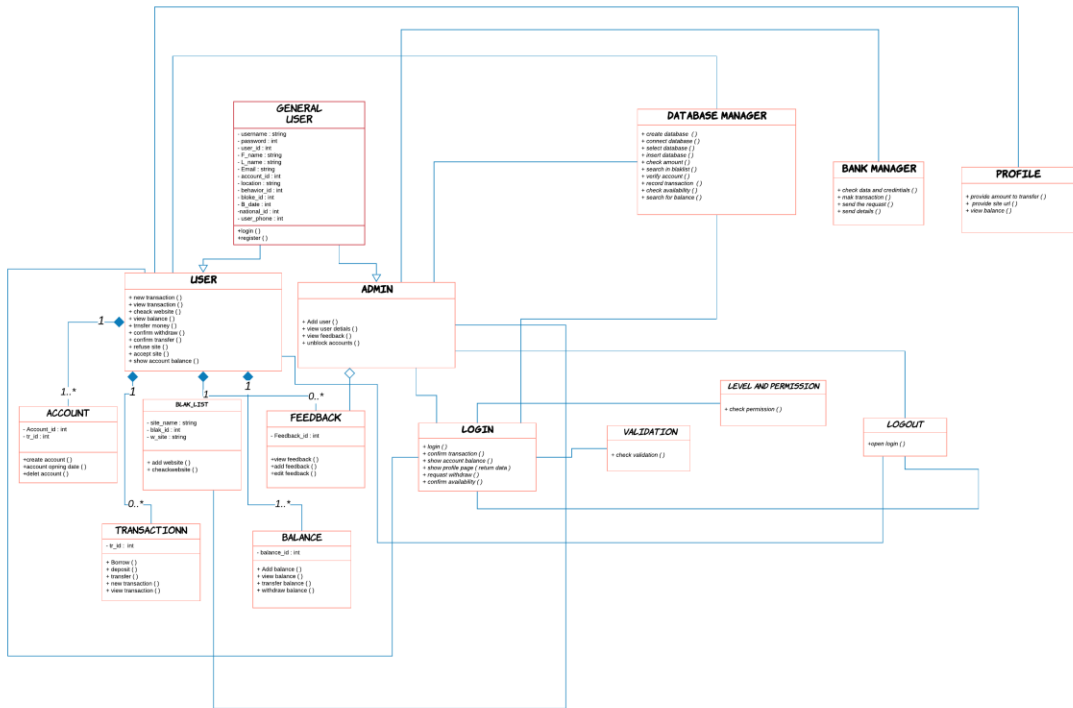 GENERAL
USER
- username : string
- password : int
- user_id : int
- F_name : string
- L_name : string
- Email : string
- account_id : int
- location : string
- behavior_id : int
- bloke_id : int
- B_date : int
-national_id : int
- user_phone : int
+login ( )
+register ( )
DATABASE MANAGER
+ create database ( )
+ connect database ( )
+ select database ( )
+ insert database ( )
+ check amount ( )
+ search in blaklist ( )
+ verify account ( )
+ record transaction ( )
+ check availability ( )
+ search for balance ( )
BANK MANAGER
+ check data and credintials ( )
+ mak transaction ( )
+ send the request ( )
+ send details ( )
PROFILE
+ provide amount to transfer ( )
+ provide site url ( )
+ view balance ( )
USER
+ new transaction ( )
+ view transaction ( )
+ cheack website ( )
+ view balance ( )
+ trnsfer money ( )
+ confirm withdraw ( )
+ confirm transfer ( )
+ refuse site ( )
+ accept site ( )
+ show account balance ( )
ADMIN
+ Add user ( )
+ view user detials ( )
+ view feedback ( )
+ unblock accounts ( )
1
1..*
1
1
1
0..*
ACCOUNT
- Account_id : int
- tr_id : int
+create account ( )
+account opning date ( )
+delet account ( )
BLAK_LIST
- site_name : string
- blak_id : int
- w_site : string
+ add website ( )
+ cheadwebsite ( )
FEEDBACK
- Feedback_id : int
+view feedback ( )
+add feedback ( )
+edit feedback ( )
LOGIN
+ login ( )
+ confirm transaction ( )
+ show account balance ( )
+ show profile page ( return data )
+ request withdraw ( )
+ confirm availability ( )
LEVEL AND PERMISSION
+ check permission ( )
VALIDATION
+ check validation ( )
LOGOUT
+open login ( )
0..*
1..*
TRANSACTIONN
- tr_id : int
+ Borrow ( )
+ deposit ( )
+ transfer ( )
+ new transaction ( )
+ view transaction ( )
BALANCE
- balance_id : int
+ Add balance ( )
+ view balance ( )
+ transfer balance ( )
+ withdraw balance ( )